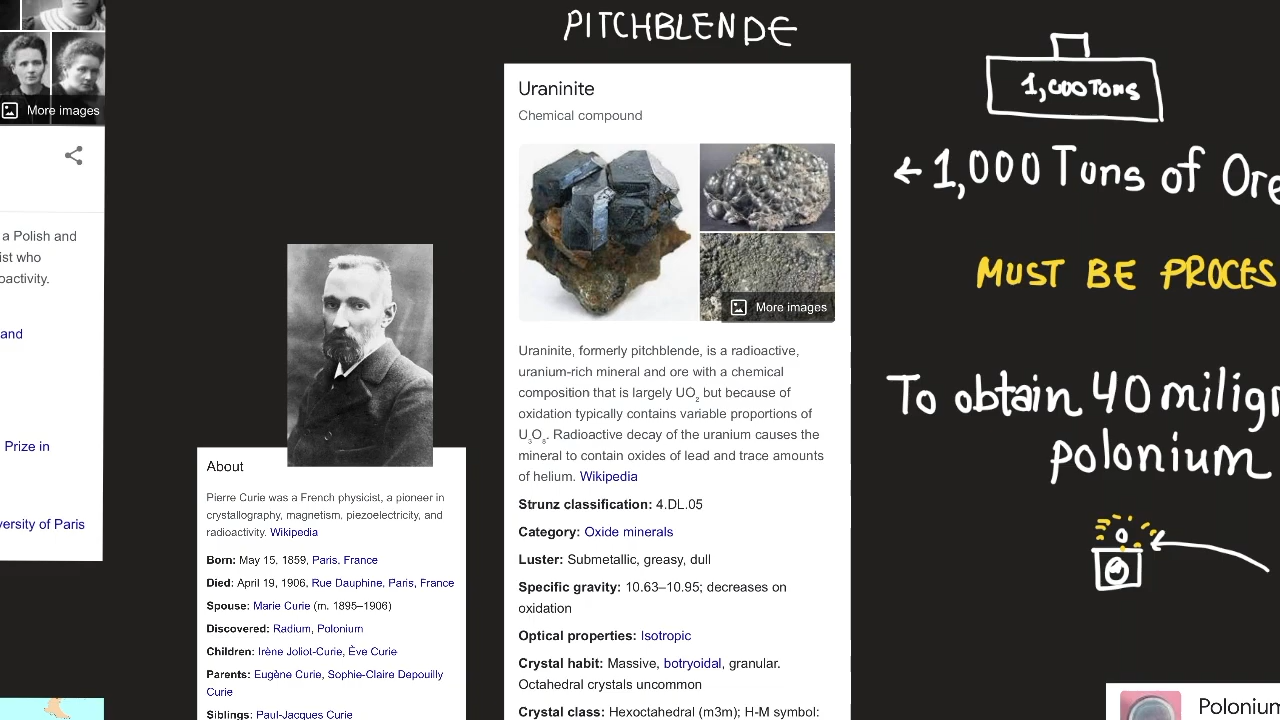 PITCHBLENDE
More images
a Polish and
ist who
oactivity.
and
Prize in
versity of Paris
About
Pierre Curie was a French physicist, a pioneer in
crystallography, magnetism, piezoelectricity, and
radioactivity. Wikipedia
Born: May 15, 1859, Paris, France
Died: April 19, 1906, Rue Dauphine, Paris, France
Spouse: Marie Curie (m. 1895–1906)
Discovered: Radium, Polonium
Children: Irène Joliot-Curie, Ève Curie
Parents: Eugène Curie, Sophie-Claire Depouilly
Curie
Siblings: Paul-Jacques Curie
Uraninite
Chemical compound
More images
Uraninite, formerly pitchblende, is a radioactive,
uranium-rich mineral and ore with a chemical
composition that is largely UO₂ but because of
oxidation typically contains variable proportions of
U₃O₈. Radioactive decay of the uranium causes the
mineral to contain oxides of lead and trace amounts
of helium. Wikipedia
Strunz classification: 4.DL.05
Category: Oxide minerals
Luster: Submetallic, greasy, dull
Specific gravity: 10.63–10.95; decreases on
oxidation
Optical properties: Isotropic
Crystal habit: Massive, botryoidal, granular.
Octahedral crystals uncommon
Crystal class: Hexoctahedral (m3m); H-M symbol:
1,000 TONS
← 1,000 Tons of Ore
MUST BE PROCES
To obtain 40 miligr
polonium
Polonium